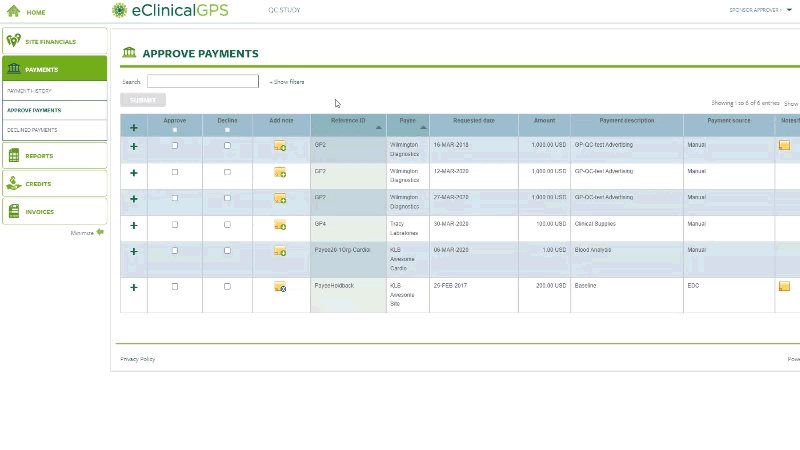 HOME
eClinicalGPS
QC STUDY
SPONSOR APPROVER
SITE FINANCIALS
PAYMENTS
PAYMENT HISTORY
APPROVE PAYMENTS
DECLINED PAYMENTS
REPORTS
CREDITS
INVOICES
Minimize
APPROVE PAYMENTS
Search:
+ Show filters
SUBMIT
Showing 1 to 6 of 6 entries Show
Approve Decline Add note Reference ID Payee Requested date Amount Payment description Payment source Notes/
GP2 Wilmington Diagnostics 16-MAR-2018 1,000.00 USD GP-QC-test Advertising Manual
GP2 Wilmington Diagnostics 12-MAR-2020 1,000.00 USD GP-QC-test Advertising Manual
GP2 Wilmington Diagnostics 27-MAR-2020 1,000.00 USD GP-QC-test Advertising Manual
GP4 Tracy Labratories 30-MAR-2020 100.00 USD Clinical Supplies Manual
Payee20-1Org-Cardior KLB Awesome Cardio 06-MAR-2020 1.00 USD Blood Analysis Manual
PayeeHoldback KLB Awesome Site 25-FEB-2017 200.00 USD Baseline EDC
Privacy Policy
Powe